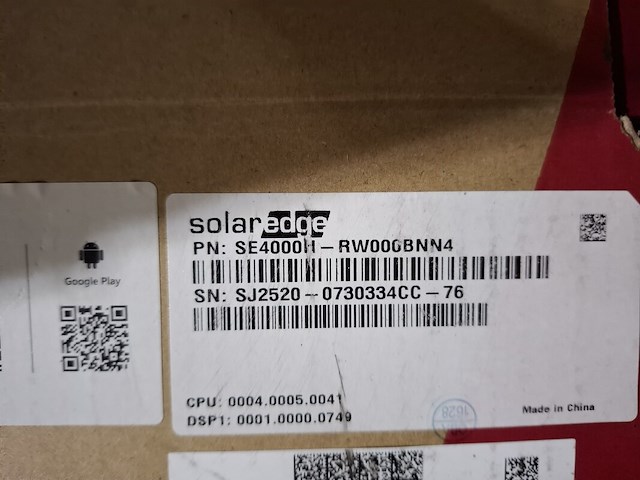 Google Play
solaredge
PN: SE4000H-RW000BNN4
SN: SJ2520-0730334CC-76
CPU: 0004.0005.0041
DSP1: 0001.0000.0749
1628
Made in China